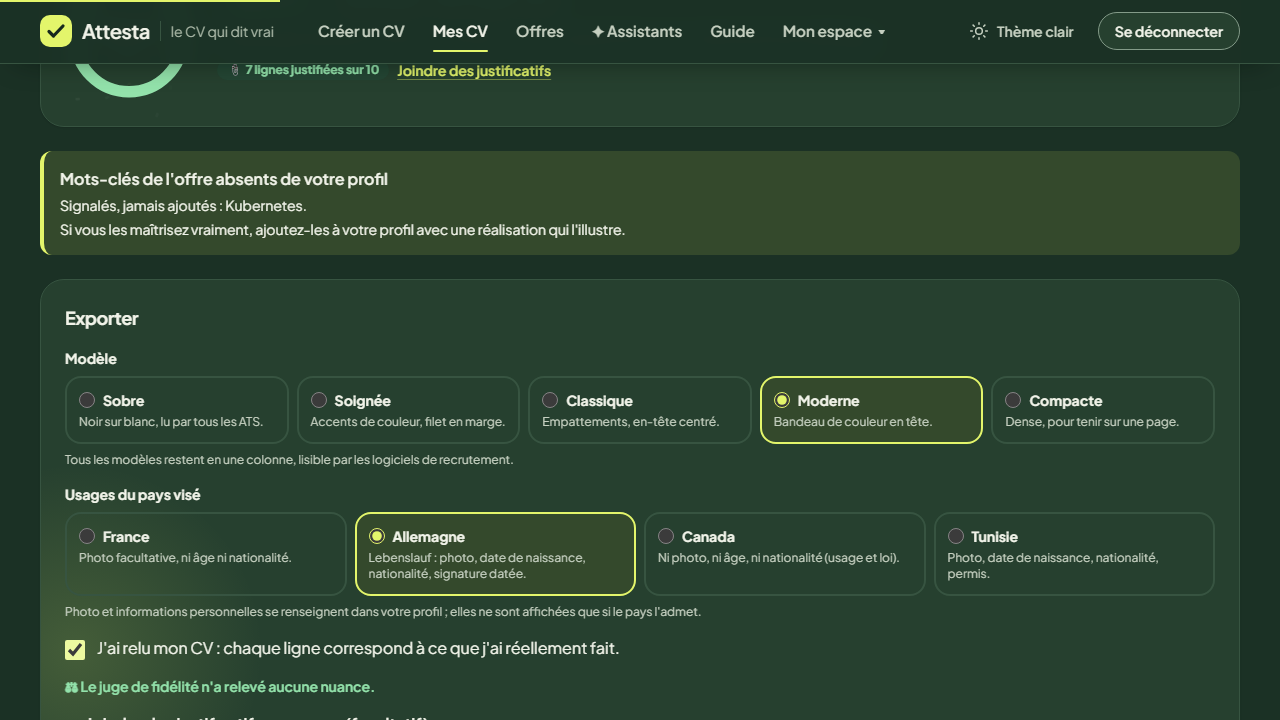 Attesta le CV qui dit vrai Créer un CV Mes CV Offres ✦ Assistants Guide Mon espace Thème clair Se déconnecter
7 lignes justifiées sur 10 Joindre des justificatifs
Mots-clés de l'offre absents de votre profil
Signalés, jamais ajoutés : Kubernetes.
Si vous les maîtrisez vraiment, ajoutez-les à votre profil avec une réalisation qui l'illustre.
Exporter
Modèle
Sobre
Noir sur blanc, lu par tous les ATS.
Soignée
Accents de couleur, filet en marge.
Classique
Empattements, en-tête centré.
Moderne
Bandeau de couleur en tête.
Compacte
Dense, pour tenir sur une page.
Tous les modèles restent en une colonne, lisible par les logiciels de recrutement.
Usages du pays visé
France
Photo facultative, ni âge ni nationalité.
Allemagne
Lebenslauf : photo, date de naissance,
nationalité, signature datée.
Canada
Ni photo, ni âge, ni nationalité (usage et loi).
Tunisie
Photo, date de naissance, nationalité,
permis.
Photo et informations personnelles se renseignent dans votre profil ; elles ne sont affichées que si le pays l'admet.
J'ai relu mon CV : chaque ligne correspond à ce que j'ai réellement fait.
Le juge de fidélité n'a relevé aucune nuance.